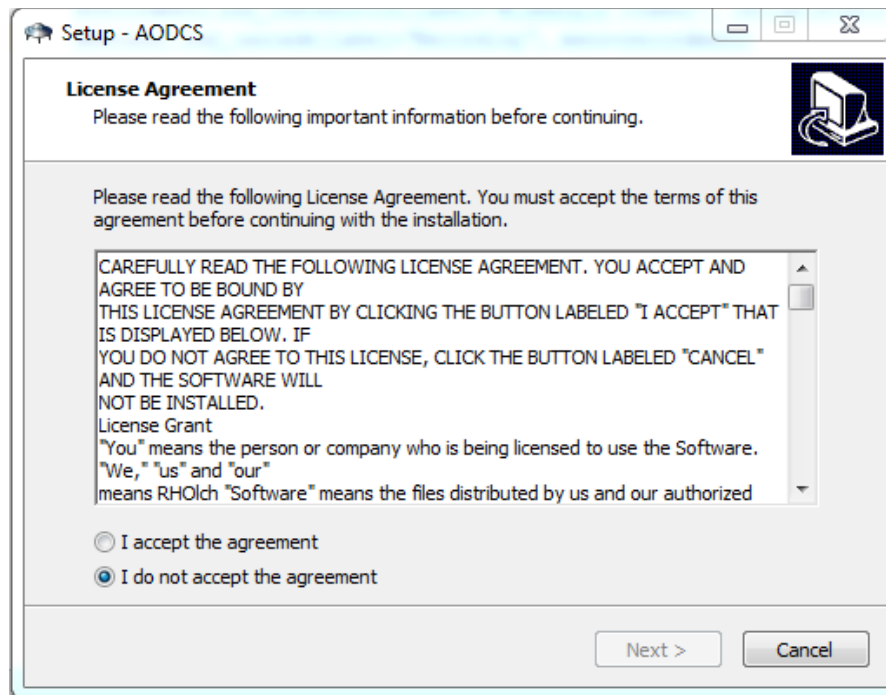 Setup - AODCS
License Agreement
Please read the following important information before continuing.
Please read the following License Agreement. You must accept the terms of this
agreement before continuing with the installation.
CAREFULLY READ THE FOLLOWING LICENSE AGREEMENT. YOU ACCEPT AND
AGREE TO BE BOUND BY
THIS LICENSE AGREEMENT BY CLICKING THE BUTTON LABELED "I ACCEPT" THAT
IS DISPLAYED BELOW. IF
YOU DO NOT AGREE TO THIS LICENSE, CLICK THE BUTTON LABELED "CANCEL"
AND THE SOFTWARE WILL
NOT BE INSTALLED.
License Grant
"You" means the person or company who is being licensed to use the Software.
"We," "us" and "our"
means RHOlch "Software" means the files distributed by us and our authorized
I accept the agreement
I do not accept the agreement
Next >
Cancel